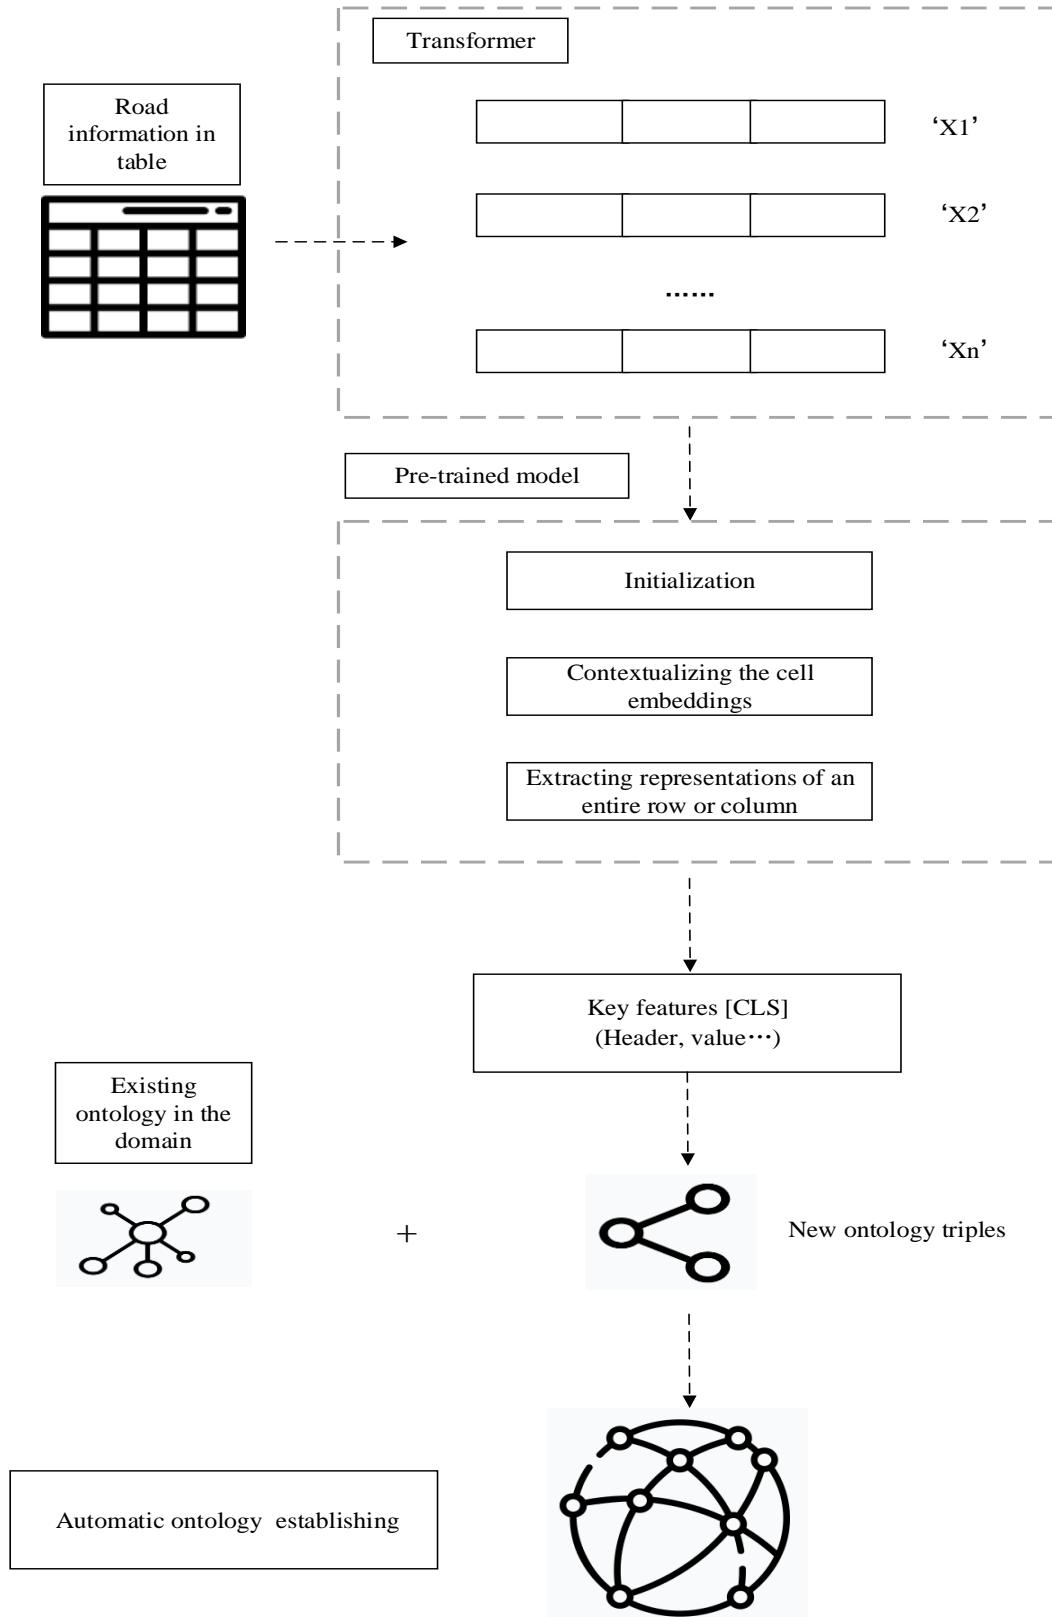 Transformer
Road
information in
table
‘X1’
‘X2’
......
‘Xn’
Pre-trained model
Initialization
Contextualizing the cell
embeddings
Extracting representations of an
entire row or column
Key features [CLS]
(Header, value···)
Existing
ontology in the
domain
+
New ontology triples
Automatic ontology establishing